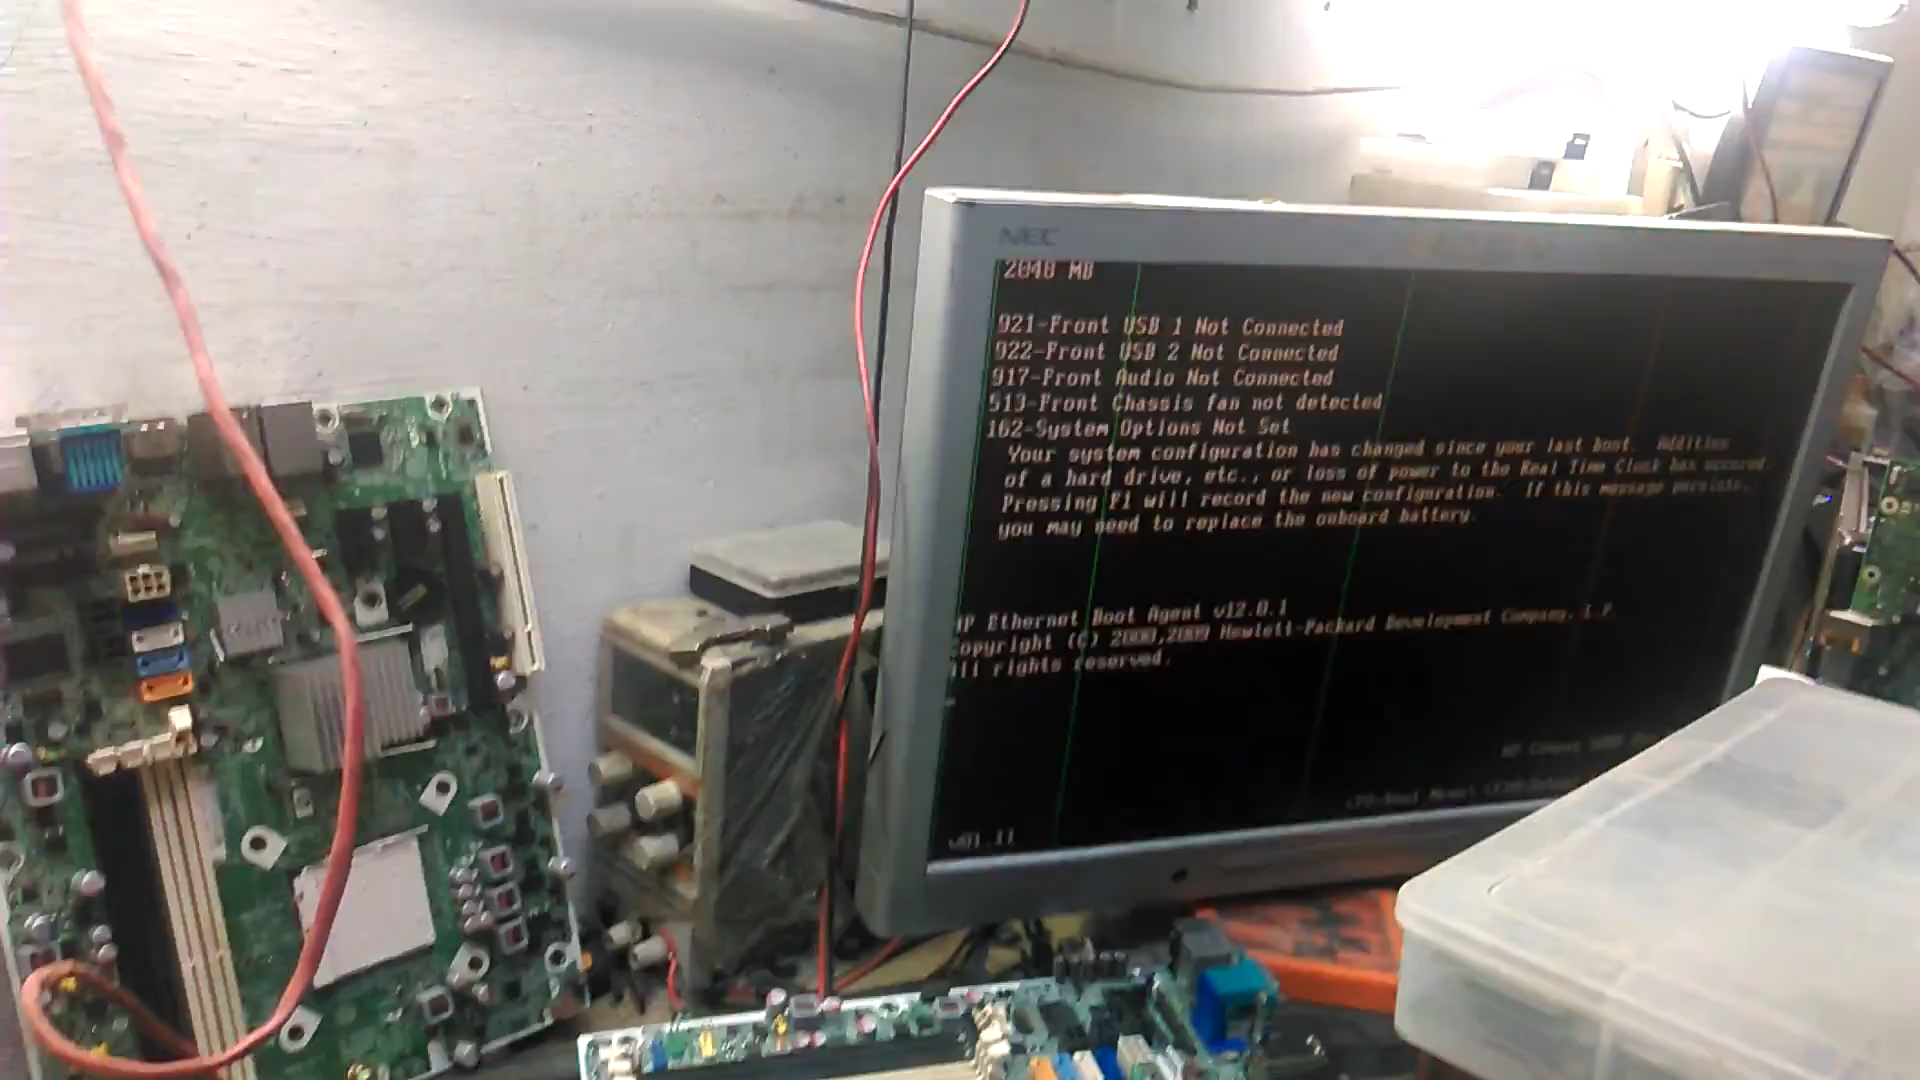 NEC
2048 MB
921-Front USB 1 Not Connected
922-Front USB 2 Not Connected
917-Front Audio Not Connected
513-Front Chassis fan not detected
162-System Options Not Set
Your system configuration has changed since your last boot. Addition
of a hard drive, etc., or loss of power to the Real Time Clock has occured.
Pressing F1 will record the new configuration. If this message persists,
you may need to replace the onboard battery.
HP Ethernet Boot Agent v12.0.1
Copyright (C) 2000,2009 Hewlett-Packard Development Company, L.P.
All rights reserved.
HP Compaq
v01.11